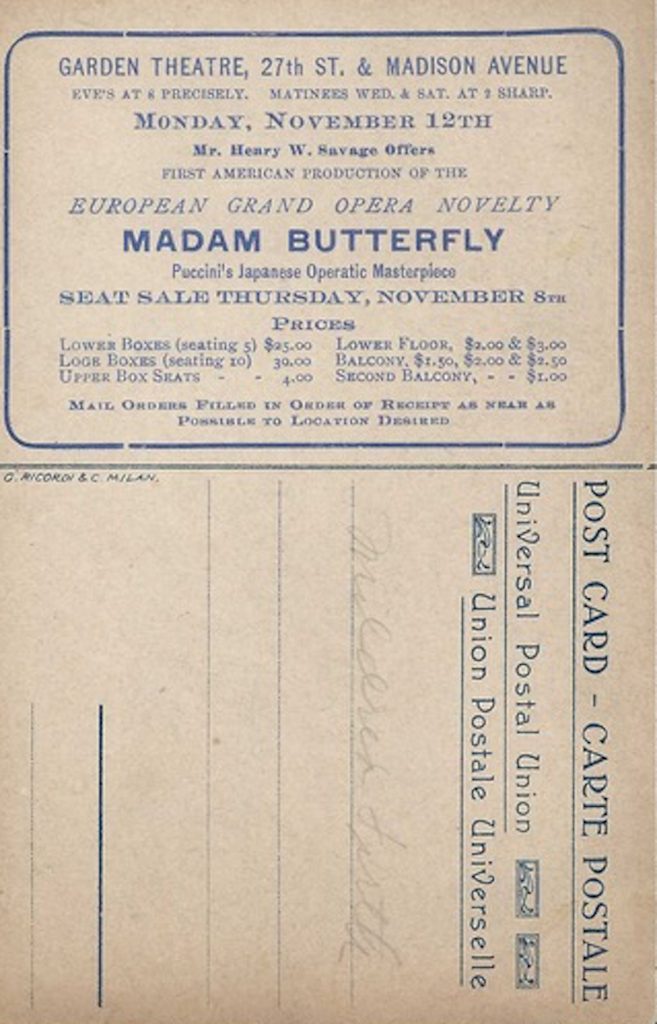 GARDEN THEATRE, 27th ST. & MADISON AVENUE
EVE'S AT 8 PRECISELY. MATINEES WED. & SAT. AT 2 SHARP.
MONDAY, NOVEMBER 12TH
Mr. Henry W. Savage Offers
FIRST AMERICAN PRODUCTION OF THE
EUROPEAN GRAND OPERA NOVELTY
MADAM BUTTERFLY
Puccini's Japanese Operatic Masterpiece
SEAT SALE THURSDAY, NOVEMBER 8TH
PRICES
LOWER BOXES (seating 5) $25.00 LOWER FLOOR, $2.00 & $3.00
LOGE BOXES (seating 10) 30.00 BALCONY, $1.50, $2.00 & $2.50
UPPER BOX SEATS - - 4.00 SECOND BALCONY, - - $1.00
MAIL ORDERS FILLED IN ORDER OF RECEIPT AS NEAR AS
POSSIBLE TO LOCATION DESIRED
G. RICORDI & C. MILAN.
POST CARD - CARTE POSTALE
Universal Postal Union
Union Postale Universelle
Mildred